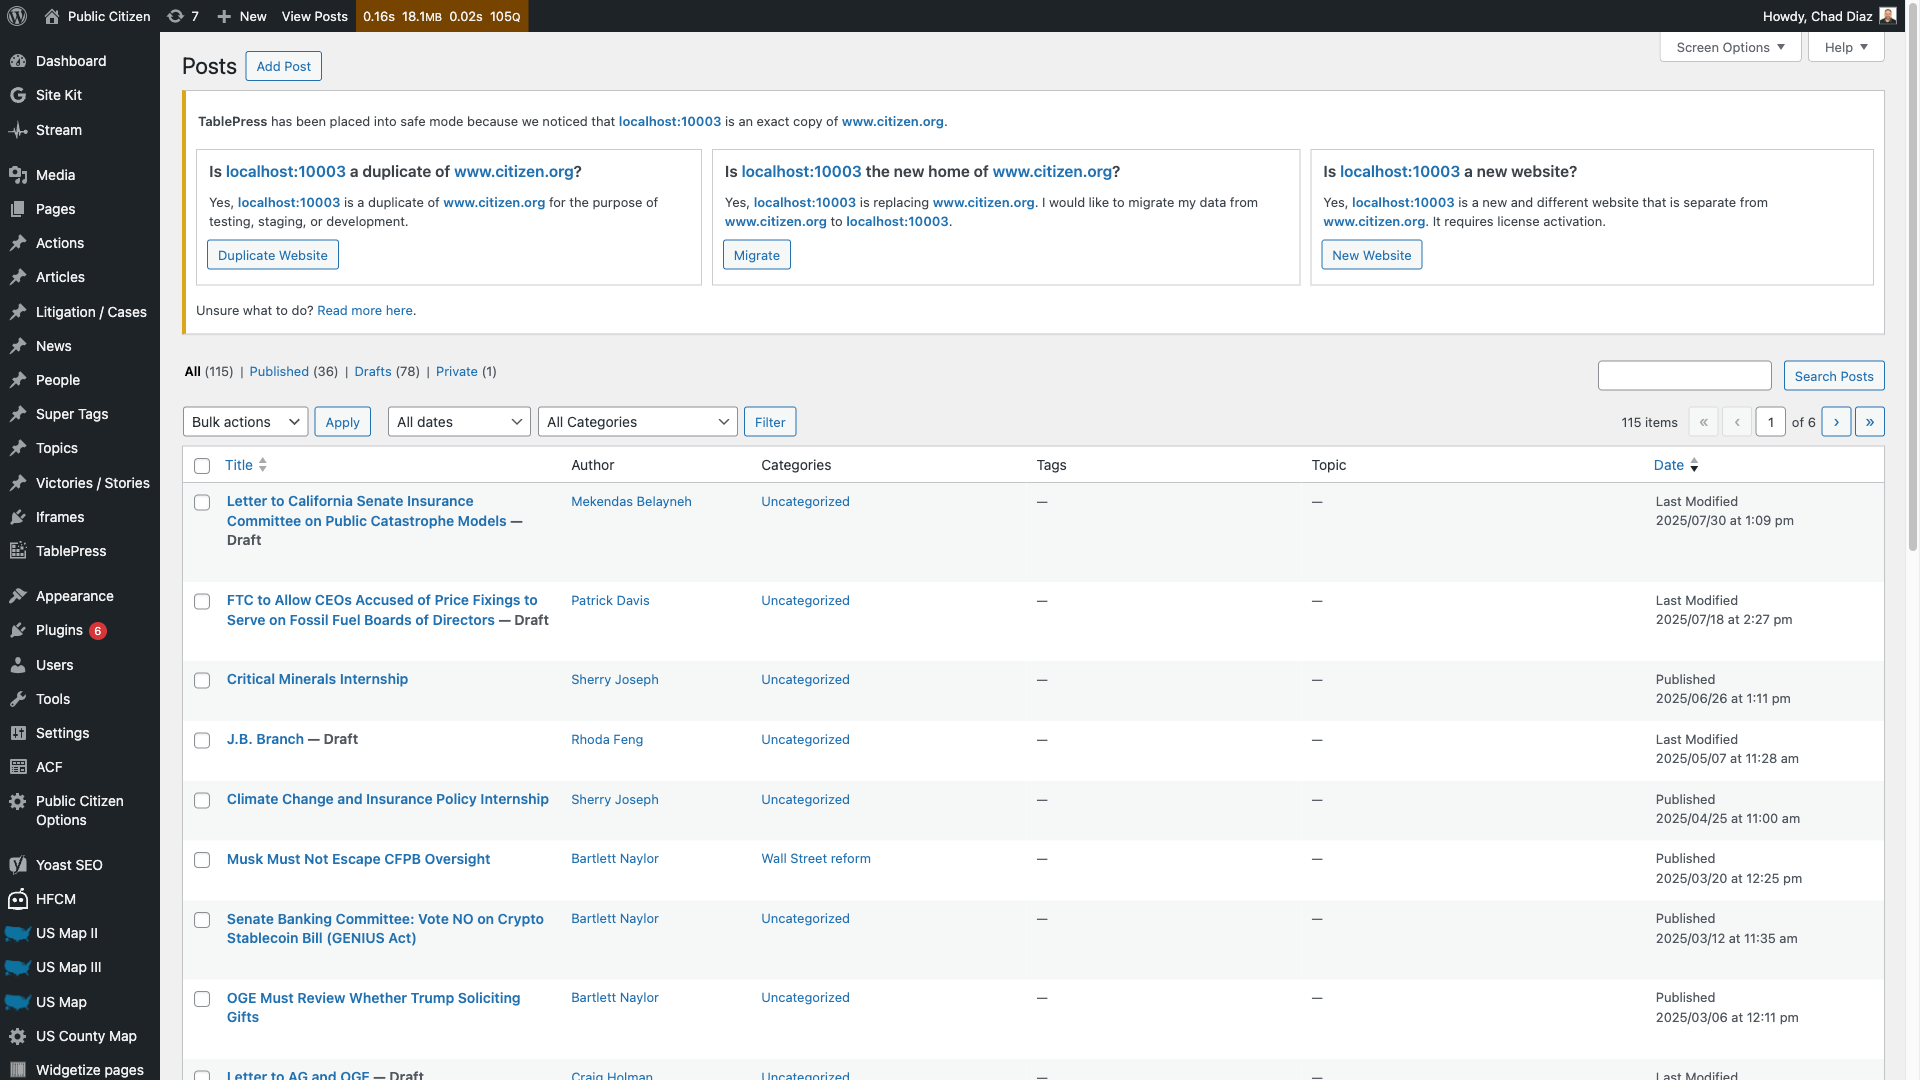 Public Citizen
7
New
View Posts
0.16s 18.1MB 0.02s 105Q
Howdy, Chad Diaz
Dashboard
Site Kit
Stream
Media
Pages
Actions
Articles
Litigation / Cases
News
People
Super Tags
Topics
Victories / Stories
Iframes
TablePress
Appearance
Plugins 6
Users
Tools
Settings
ACF
Public Citizen
Options
Yoast SEO
HFCM
US Map II
US Map III
US Map
US County Map
Widgetize pages
Screen Options
Help
Posts
Add Post
TablePress has been placed into safe mode because we noticed that localhost:10003 is an exact copy of www.citizen.org.
Is localhost:10003 a duplicate of www.citizen.org?
Yes, localhost:10003 is a duplicate of www.citizen.org for the purpose of
testing, staging, or development.
Duplicate Website
Is localhost:10003 the new home of www.citizen.org?
Yes, localhost:10003 is replacing www.citizen.org. I would like to migrate my data from
www.citizen.org to localhost:10003.
Migrate
Is localhost:10003 a new website?
Yes, localhost:10003 is a new and different website that is separate from
www.citizen.org. It requires license activation.
New Website
Unsure what to do? Read more here.
All (115) | Published (36) | Drafts (78) | Private (1)
Search Posts
Bulk actions
Apply
All dates
All Categories
Filter
115 items « ‹ 1 of 6 › »
Title Author Categories Tags Topic Date
Letter to California Senate Insurance
Committee on Public Catastrophe Models —
Draft
Mekendas Belayneh
Uncategorized
—
—
Last Modified
2025/07/30 at 1:09 pm
FTC to Allow CEOs Accused of Price Fixings to
Serve on Fossil Fuel Boards of Directors — Draft
Patrick Davis
Uncategorized
—
—
Last Modified
2025/07/18 at 2:27 pm
Critical Minerals Internship
Sherry Joseph
Uncategorized
—
—
Published
2025/06/26 at 1:11 pm
J.B. Branch — Draft
Rhoda Feng
Uncategorized
—
—
Last Modified
2025/05/07 at 11:28 am
Climate Change and Insurance Policy Internship
Sherry Joseph
Uncategorized
—
—
Published
2025/04/25 at 11:00 am
Musk Must Not Escape CFPB Oversight
Bartlett Naylor
Wall Street reform
—
—
Published
2025/03/20 at 12:25 pm
Senate Banking Committee: Vote NO on Crypto
Stablecoin Bill (GENIUS Act)
Bartlett Naylor
Uncategorized
—
—
Published
2025/03/12 at 11:35 am
OGE Must Review Whether Trump Soliciting
Gifts
Bartlett Naylor
Uncategorized
—
—
Published
2025/03/06 at 12:11 pm
Letter to AG and OGE — Draft
Craig Holman
Uncategorized
—
—
Last Modified